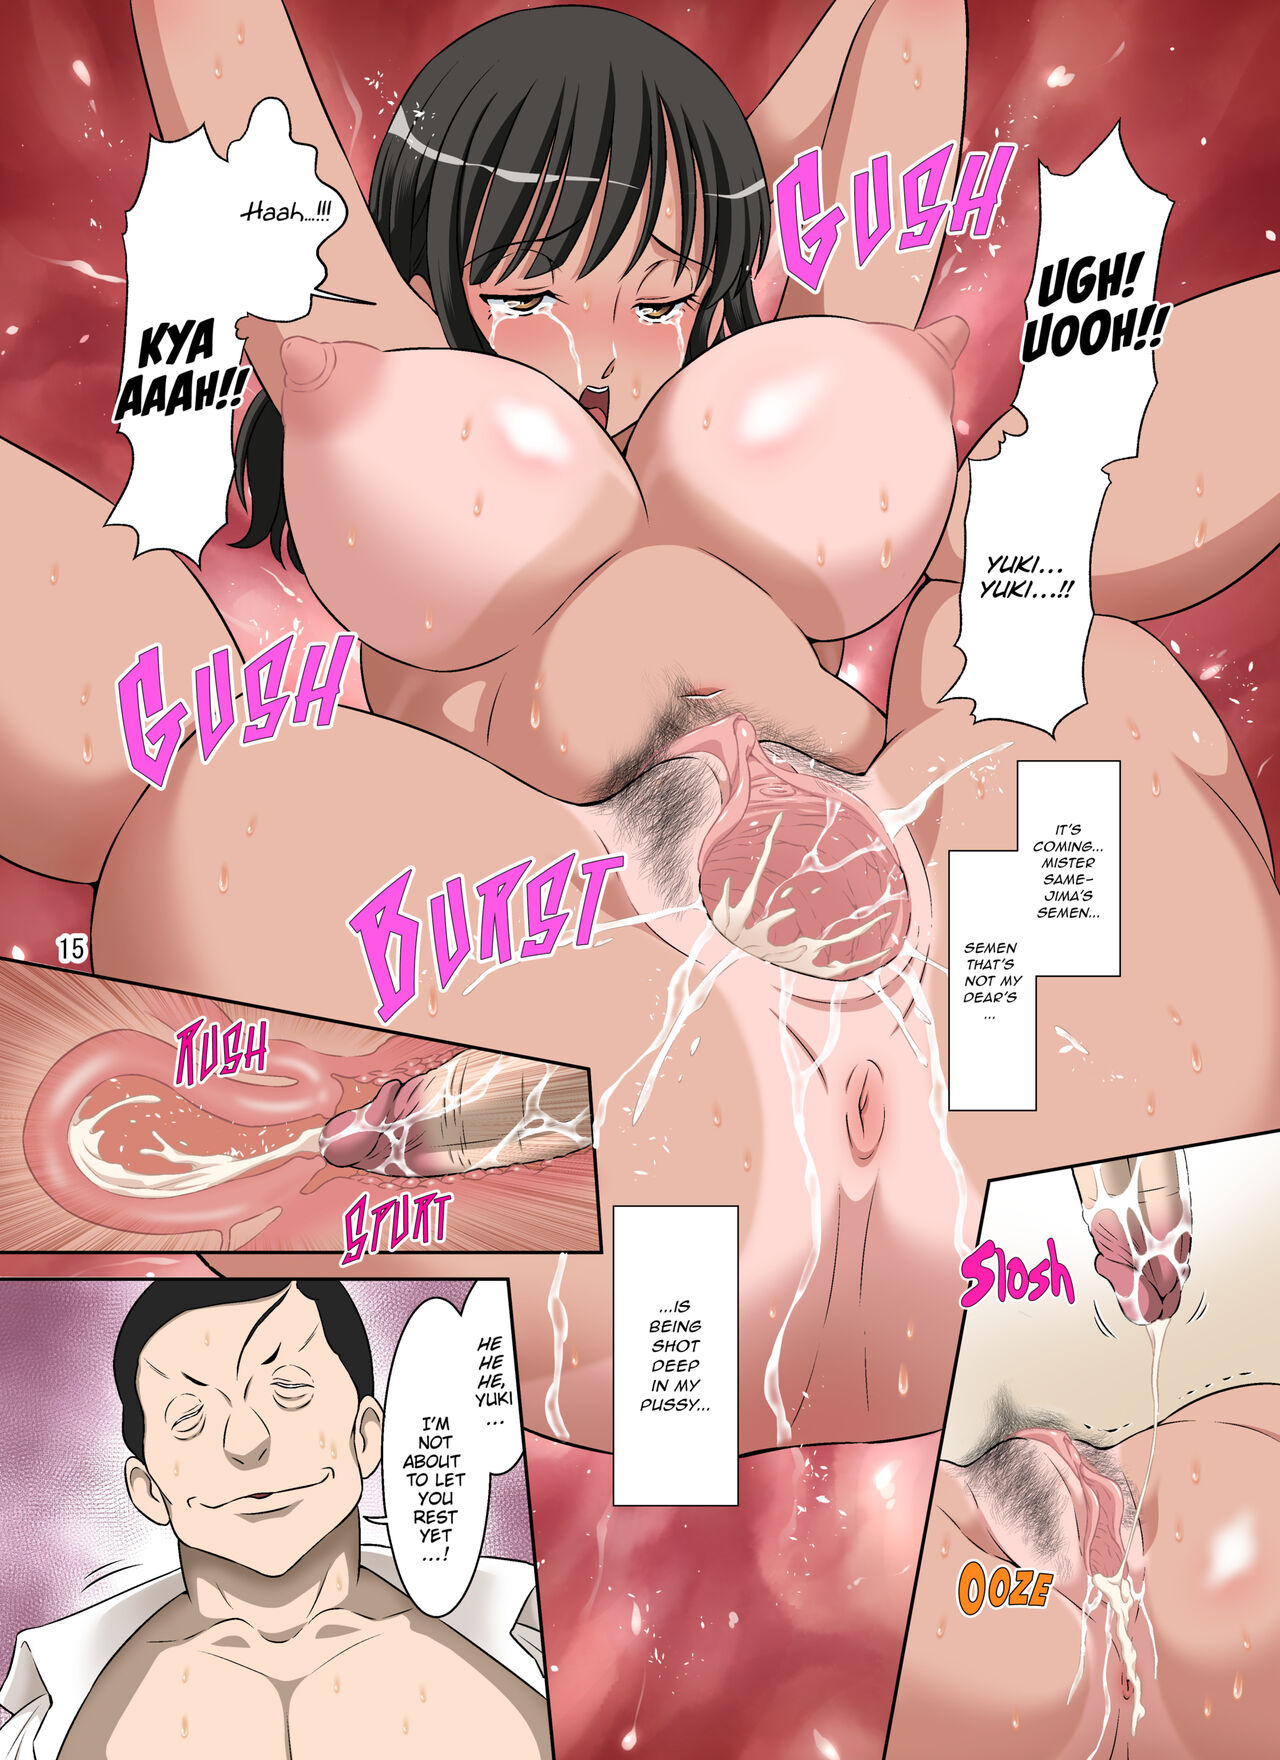 GUSH
UGH!
UOOH!!
YUKI...
YUKI...!!
Haah...!!!
KYA
AAAH!!
GUSH
BURST
IT'S
COMING...
MISTER
SAME-
JIMA'S
SEMEN...
SEMEN
THAT'S
NOT MY
DEAR'S
...
15
RUSH
SPURT
...IS
BEING
SHOT
DEEP
IN MY
PUSSY...
Slosh
OOZE
HE
HE
HE,
YUKI
...
I'M
NOT
ABOUT
TO LET
YOU
REST
YET
...!